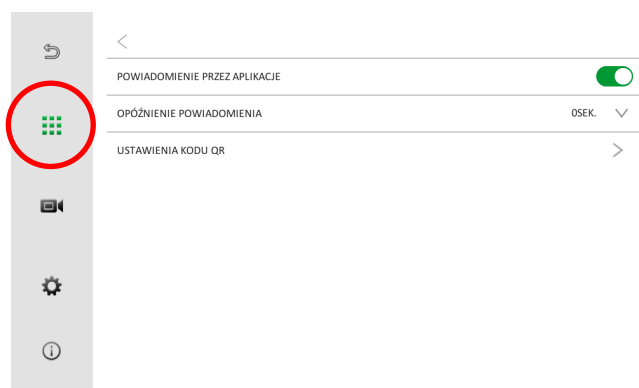 POWIADOMIENIE PRZEZ APLIKACJE
OPÓŹNIENIE POWIADOMIENIA 0SEK.
USTAWIENIA KODU QR